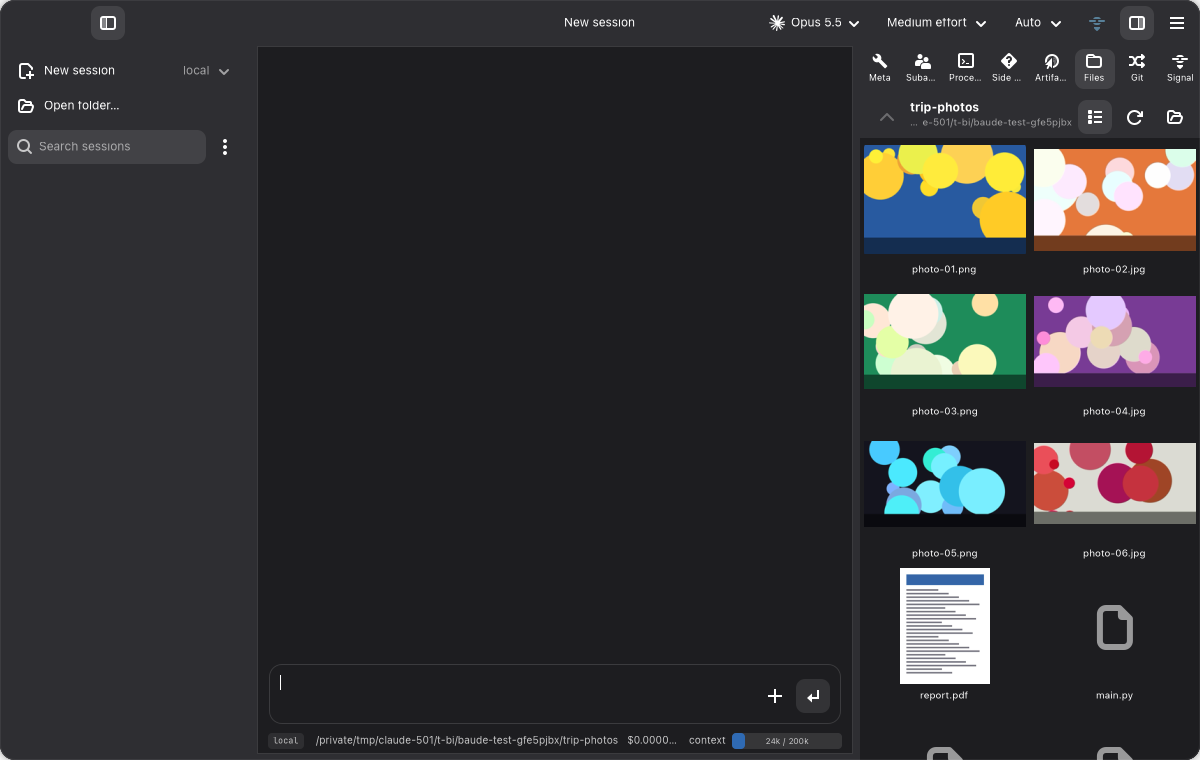 New session
Opus 5.5
Medium effort
Auto
New session
local
Open folder...
Search sessions
Meta
Suba...
Proce...
Side ...
Artifa...
Files
Git
Signal
trip-photos
... e-501/t-bi/baude-test-gfe5pjbx
photo-01.png
photo-02.jpg
photo-03.png
photo-04.jpg
photo-05.png
photo-06.jpg
report.pdf
main.py
local
/private/tmp/claude-501/t-bi/baude-test-gfe5pjbx/trip-photos
$0.0000...
context
24k / 200k